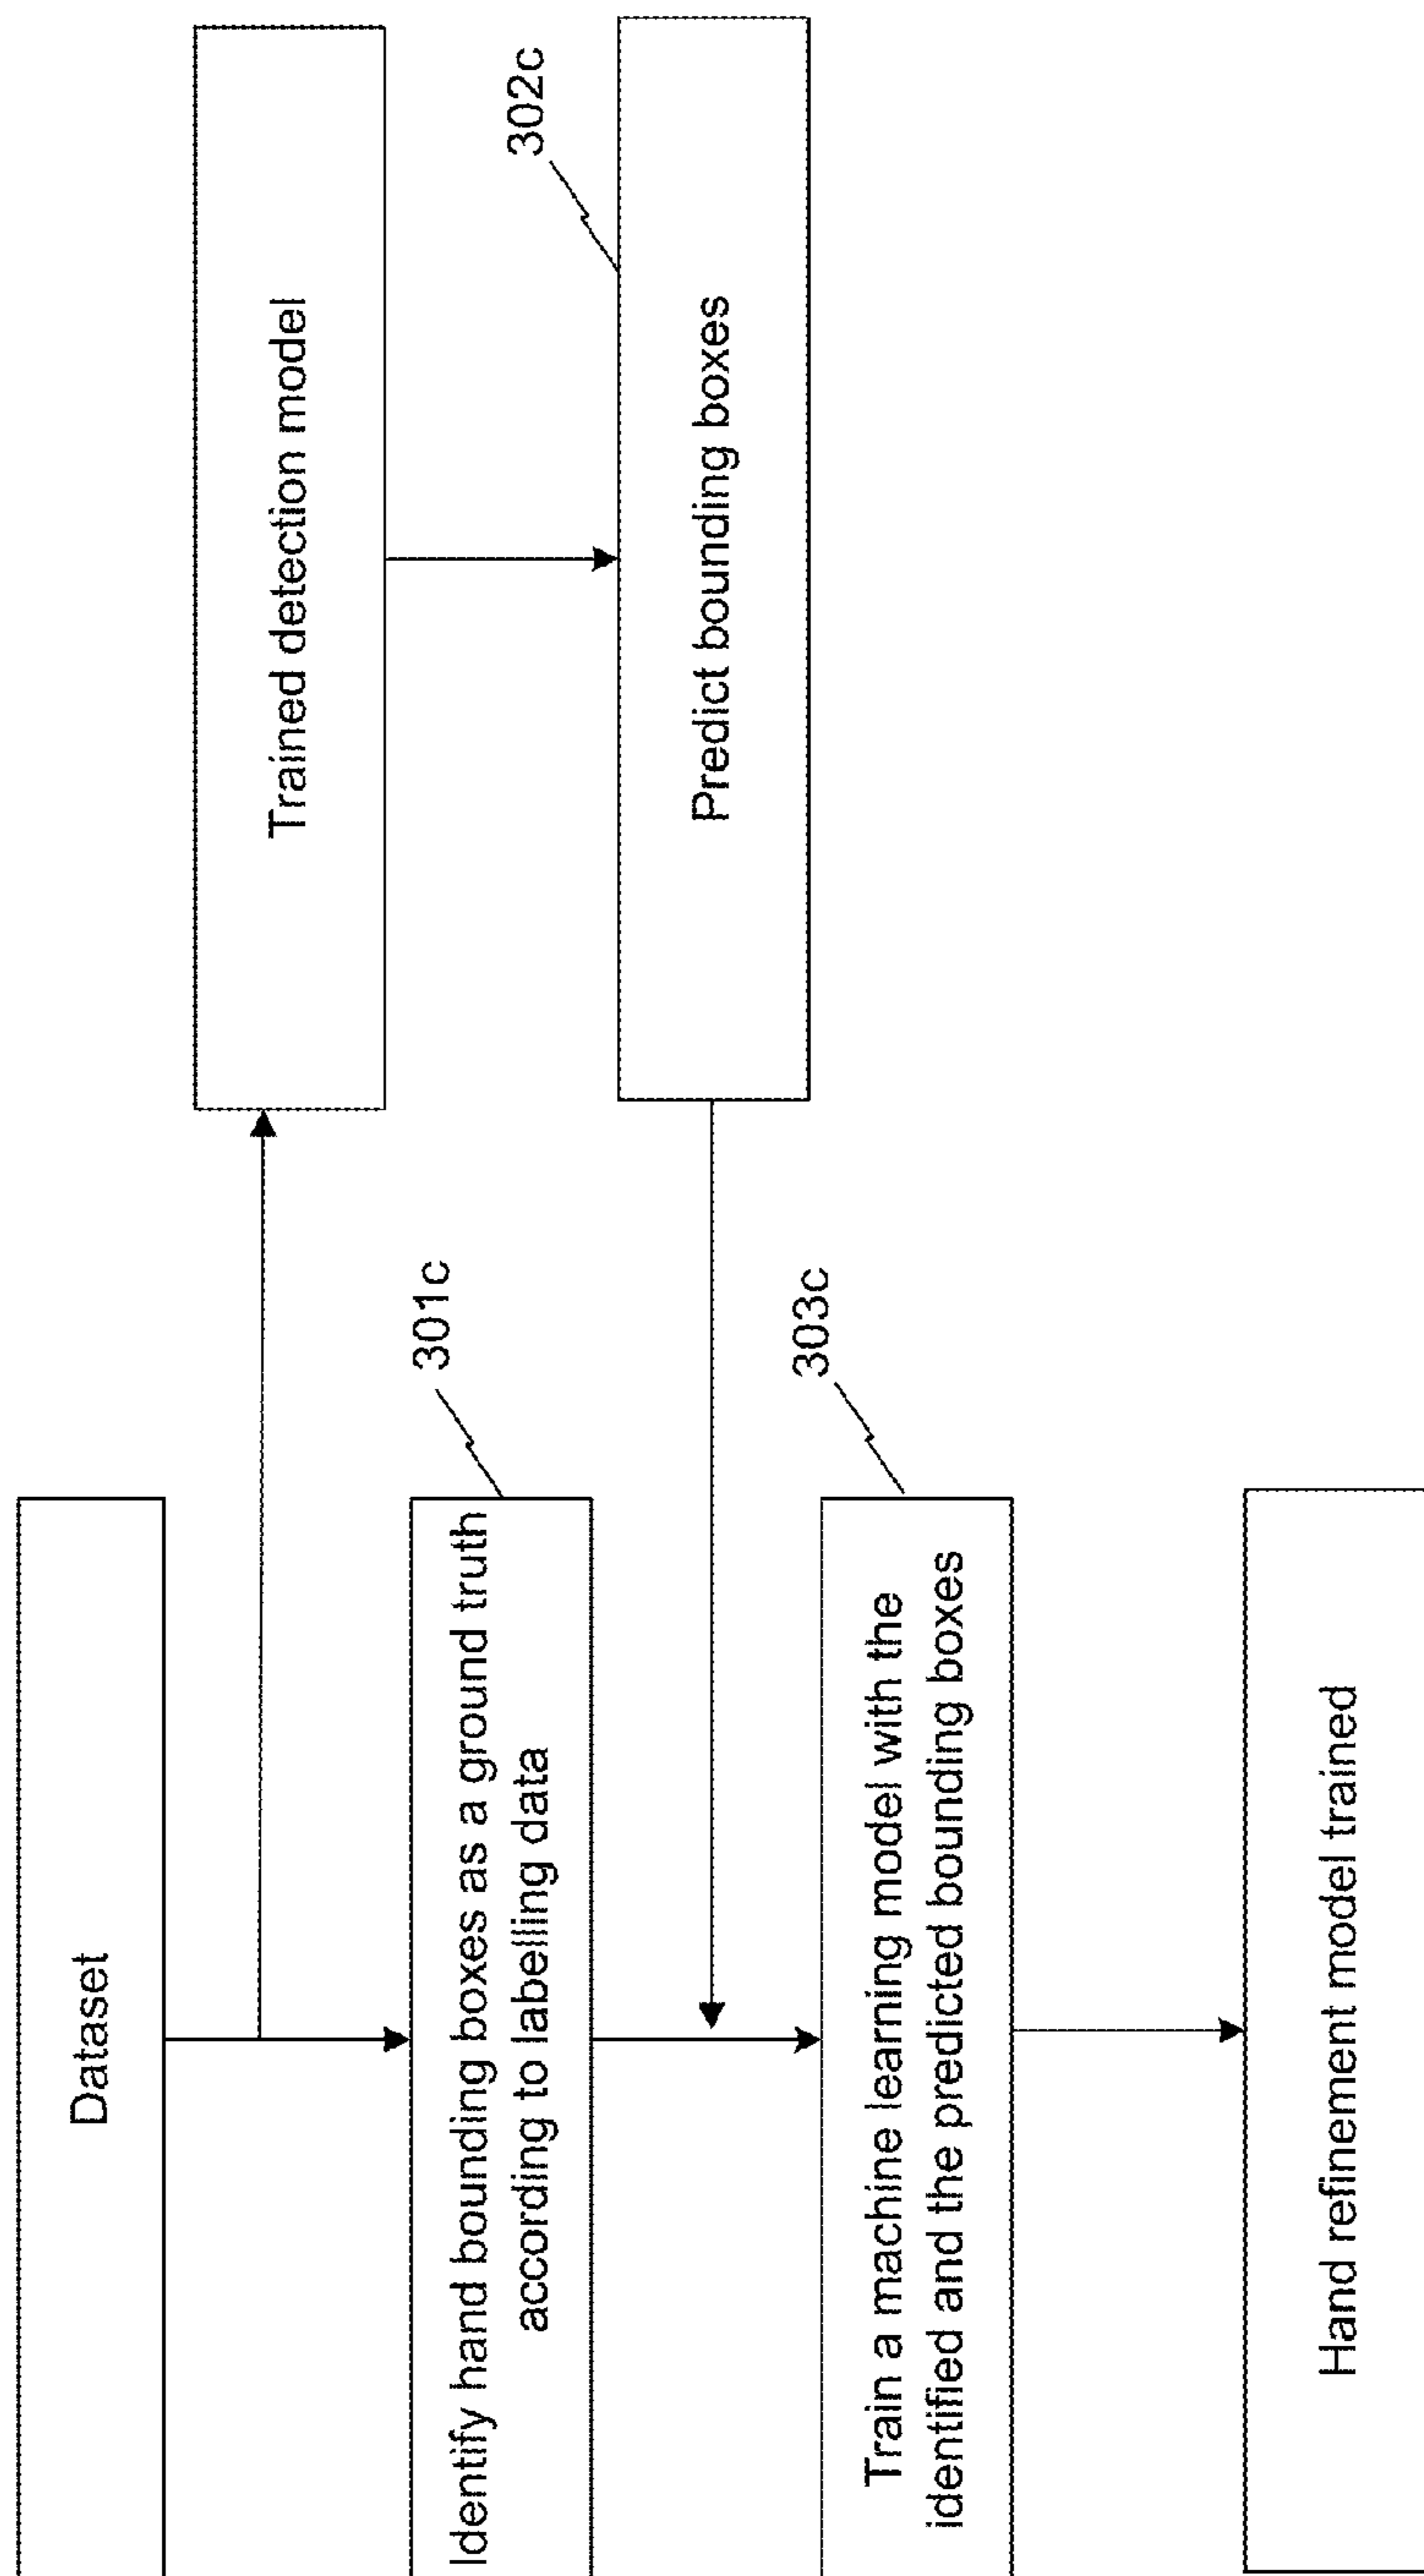 Dataset
Trained detection model
301c
Identify hand bounding boxes as a ground truth
according to labelling data
302c
Predict bounding boxes
303c
Train a machine learning model with the
identified and the predicted bounding boxes
Hand refinement model trained